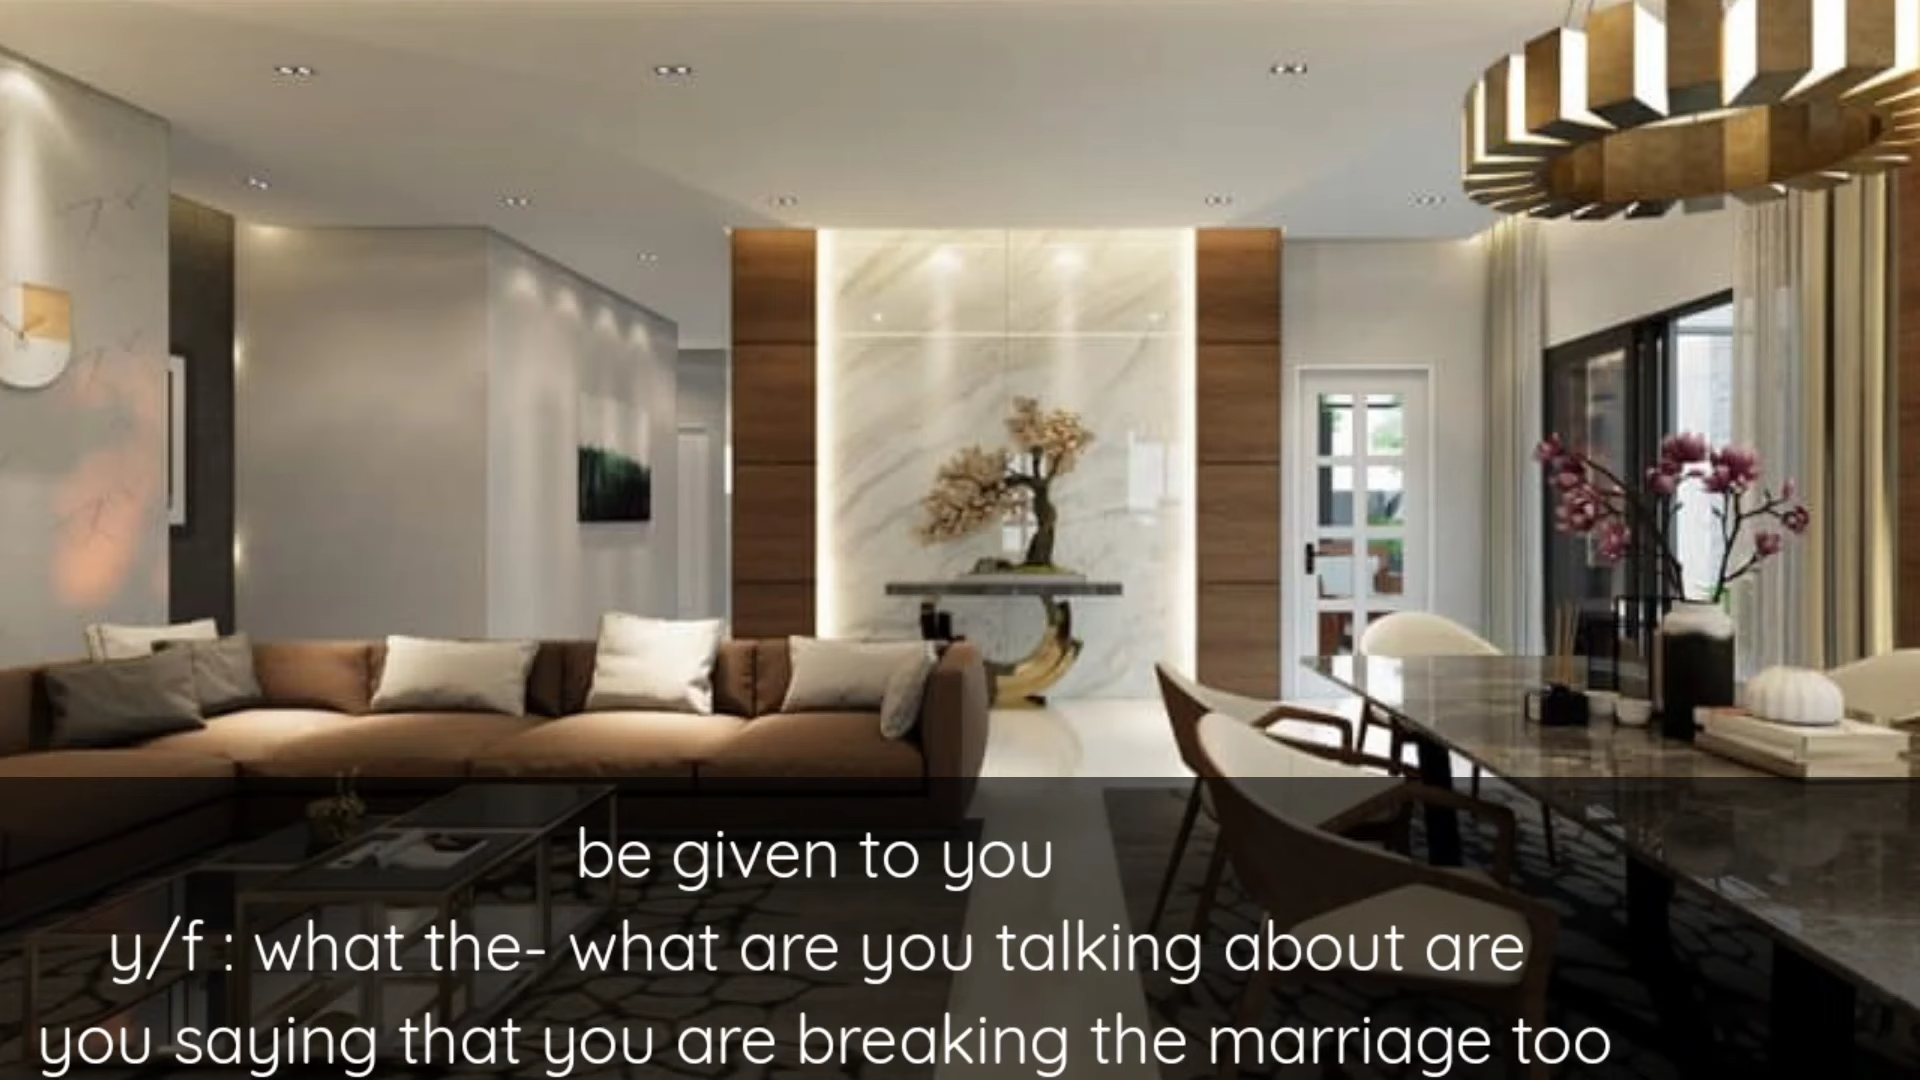 be given to you
y/f : what the- what are you talking about are
you saying that you are breaking the marriage too